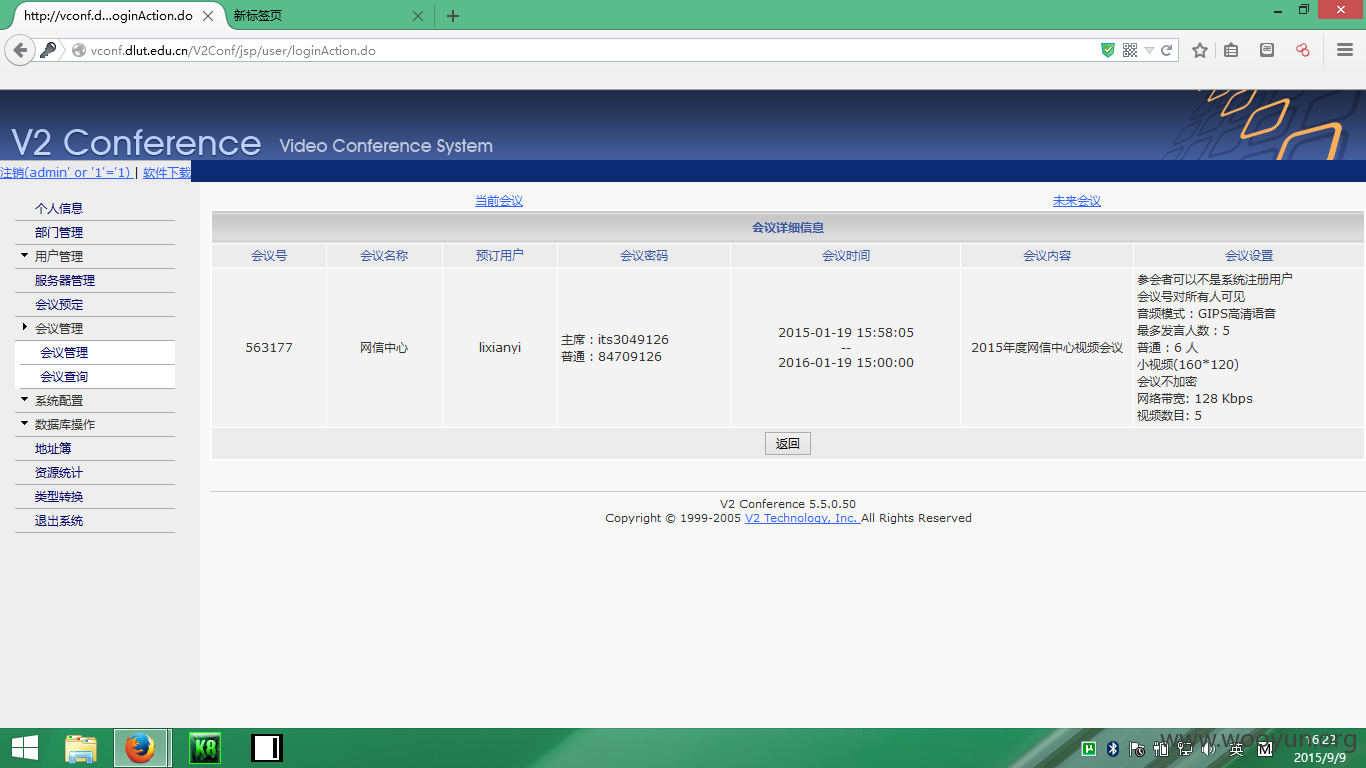 http://vconf.d...oginAction.do
新标签页
vconf.dlut.edu.cn/V2Conf/jsp/user/loginAction.do
V2 Conference Video Conference System
注销(admin' or '1'='1) | 软件下载
个人信息
部门管理
用户管理
服务器管理
会议预定
会议管理
会议管理
会议查询
系统配置
数据库操作
地址簿
资源统计
类型转换
退出系统
当前会议 未来会议
会议详细信息
会议号 会议名称 预订用户 会议密码 会议时间 会议内容 会议设置
563177 网信中心 lixianyi
主席：its3049126
普通：84709126
2015-01-19 15:58:05
--
2016-01-19 15:00:00
2015年度网信中心视频会议
参会者可以不是系统注册用户
会议号对所有人可见
音频模式：GIPS高清语音
最多发言人数：5
普通：6 人
小视频(160*120)
会议不加密
网络带宽: 128 Kbps
视频数目: 5
返回
V2 Conference 5.5.0.50
Copyright © 1999-2005 V2 Technology, Inc. All Rights Reserved
K8
英
M
16:22
2015/9/9
www.wooyun.org